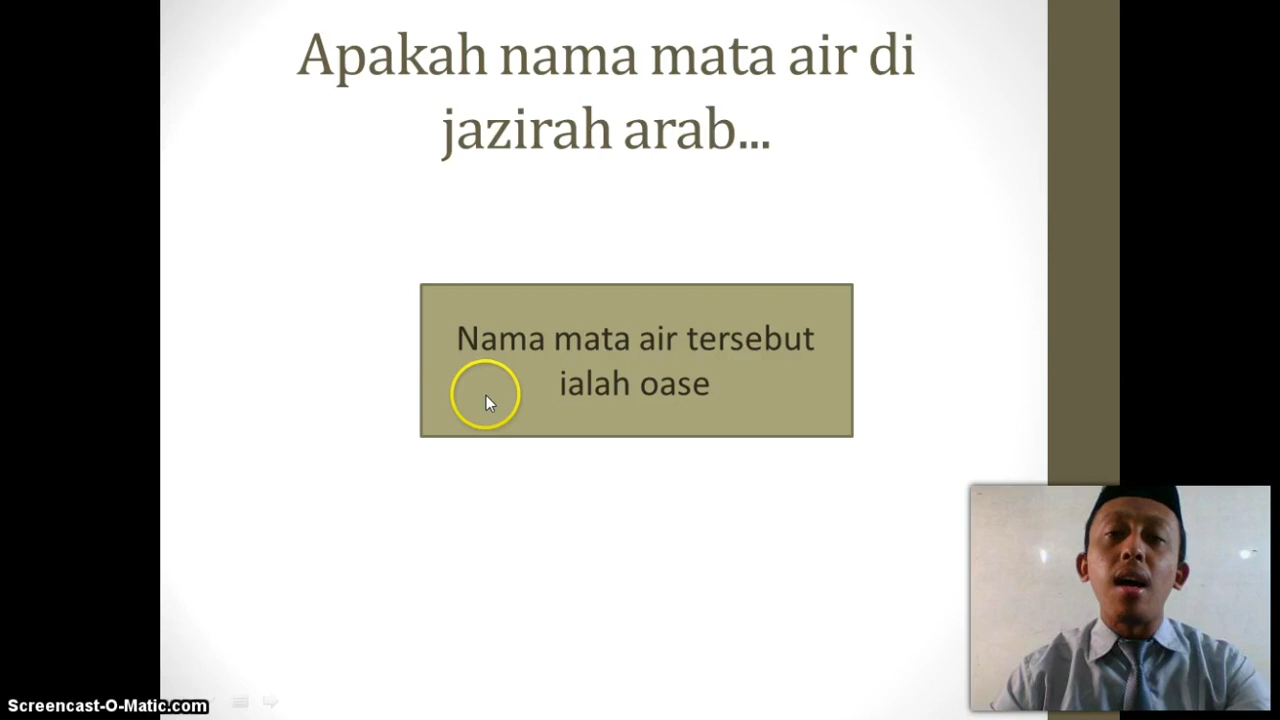 Apakah nama mata air di
jazirah arab...
Nama mata air tersebut
ialah oase
Screencast-O-Matic.com